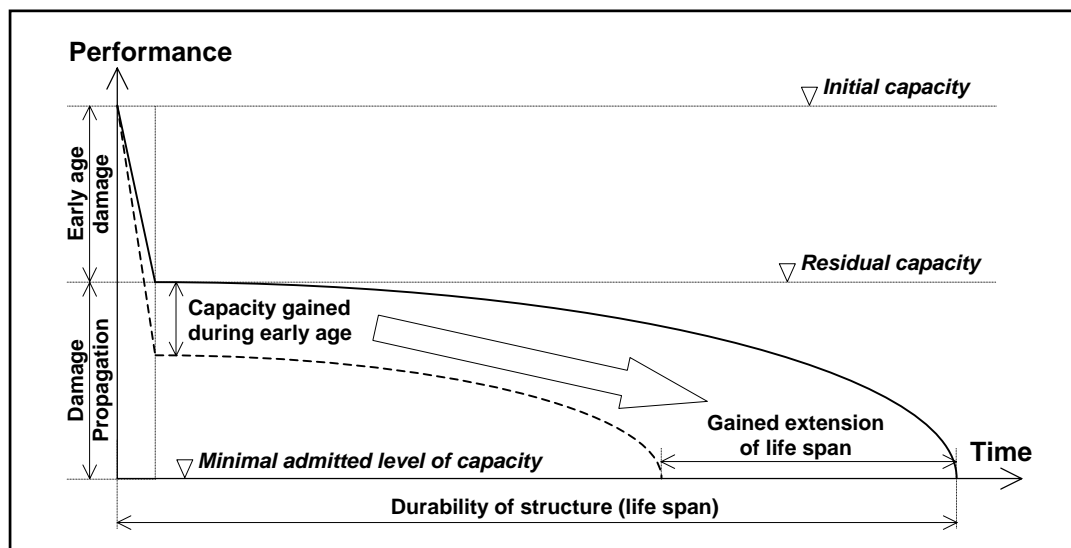 Performance
Initial capacity
Early age
damage
Residual capacity
Capacity gained
during early age
Damage
Propagation
Gained extension
of life span
Time
Minimal admitted level of capacity
Durability of structure (life span)